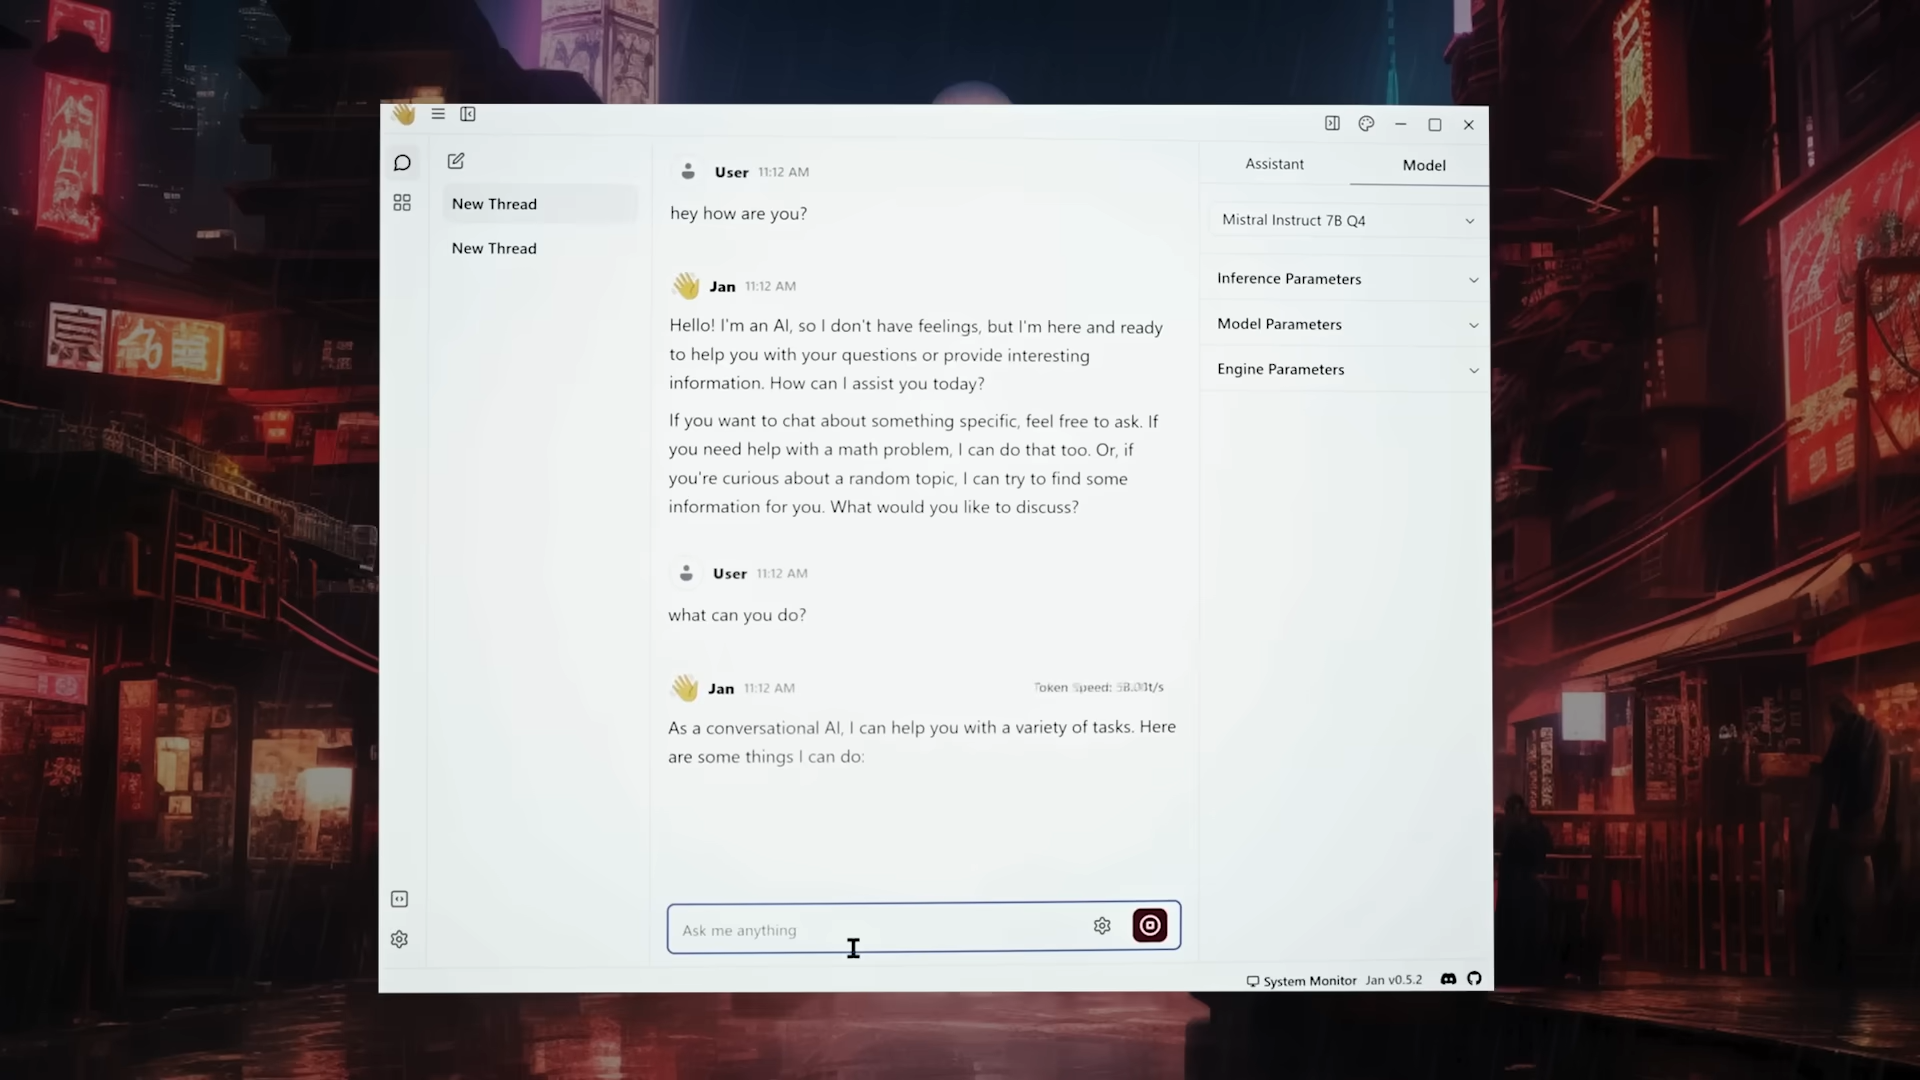 New Thread
New Thread
User 11:12 AM
hey how are you?
Jan 11:12 AM
Hello! I'm an AI, so I don't have feelings, but I'm here and ready
to help you with your questions or provide interesting
information. How can I assist you today?
If you want to chat about something specific, feel free to ask. If
you need help with a math problem, I can do that too. Or, if
you're curious about a random topic, I can try to find some
information for you. What would you like to discuss?
User 11:12 AM
what can you do?
Jan 11:12 AM
Token Speed:
As a conversational AI, I can help you with a variety of tasks. Here
are some things I can do:
Ask me anything
Assistant
Model
Mistral Instruct 7B Q4
Inference Parameters
Model Parameters
Engine Parameters
System Monitor Jan v0.5.2